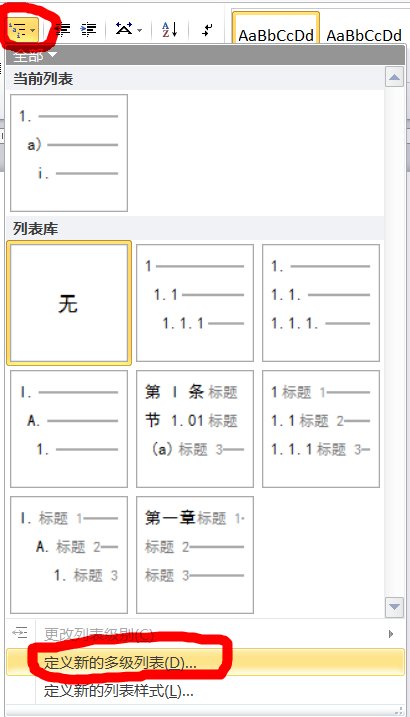 AaBbCcDd AaBbCcDd
全部
当前列表
1.
a)
i.
列表库
无
1
1.1
1.1.1
1.
1.1.
1.1.1.
I.
A.
1.
第 I 条标题
节 1.01标题
(a)标题 3
1 标题 1
1.1标题 2
1.1.1标题 3
I. 标题 1
A. 标题 2
1. 标题 3
第一章标题 1
标题 2
标题 3
更改列表级别(C)
定义新的多级列表(D)...
定义新的列表样式(L)...